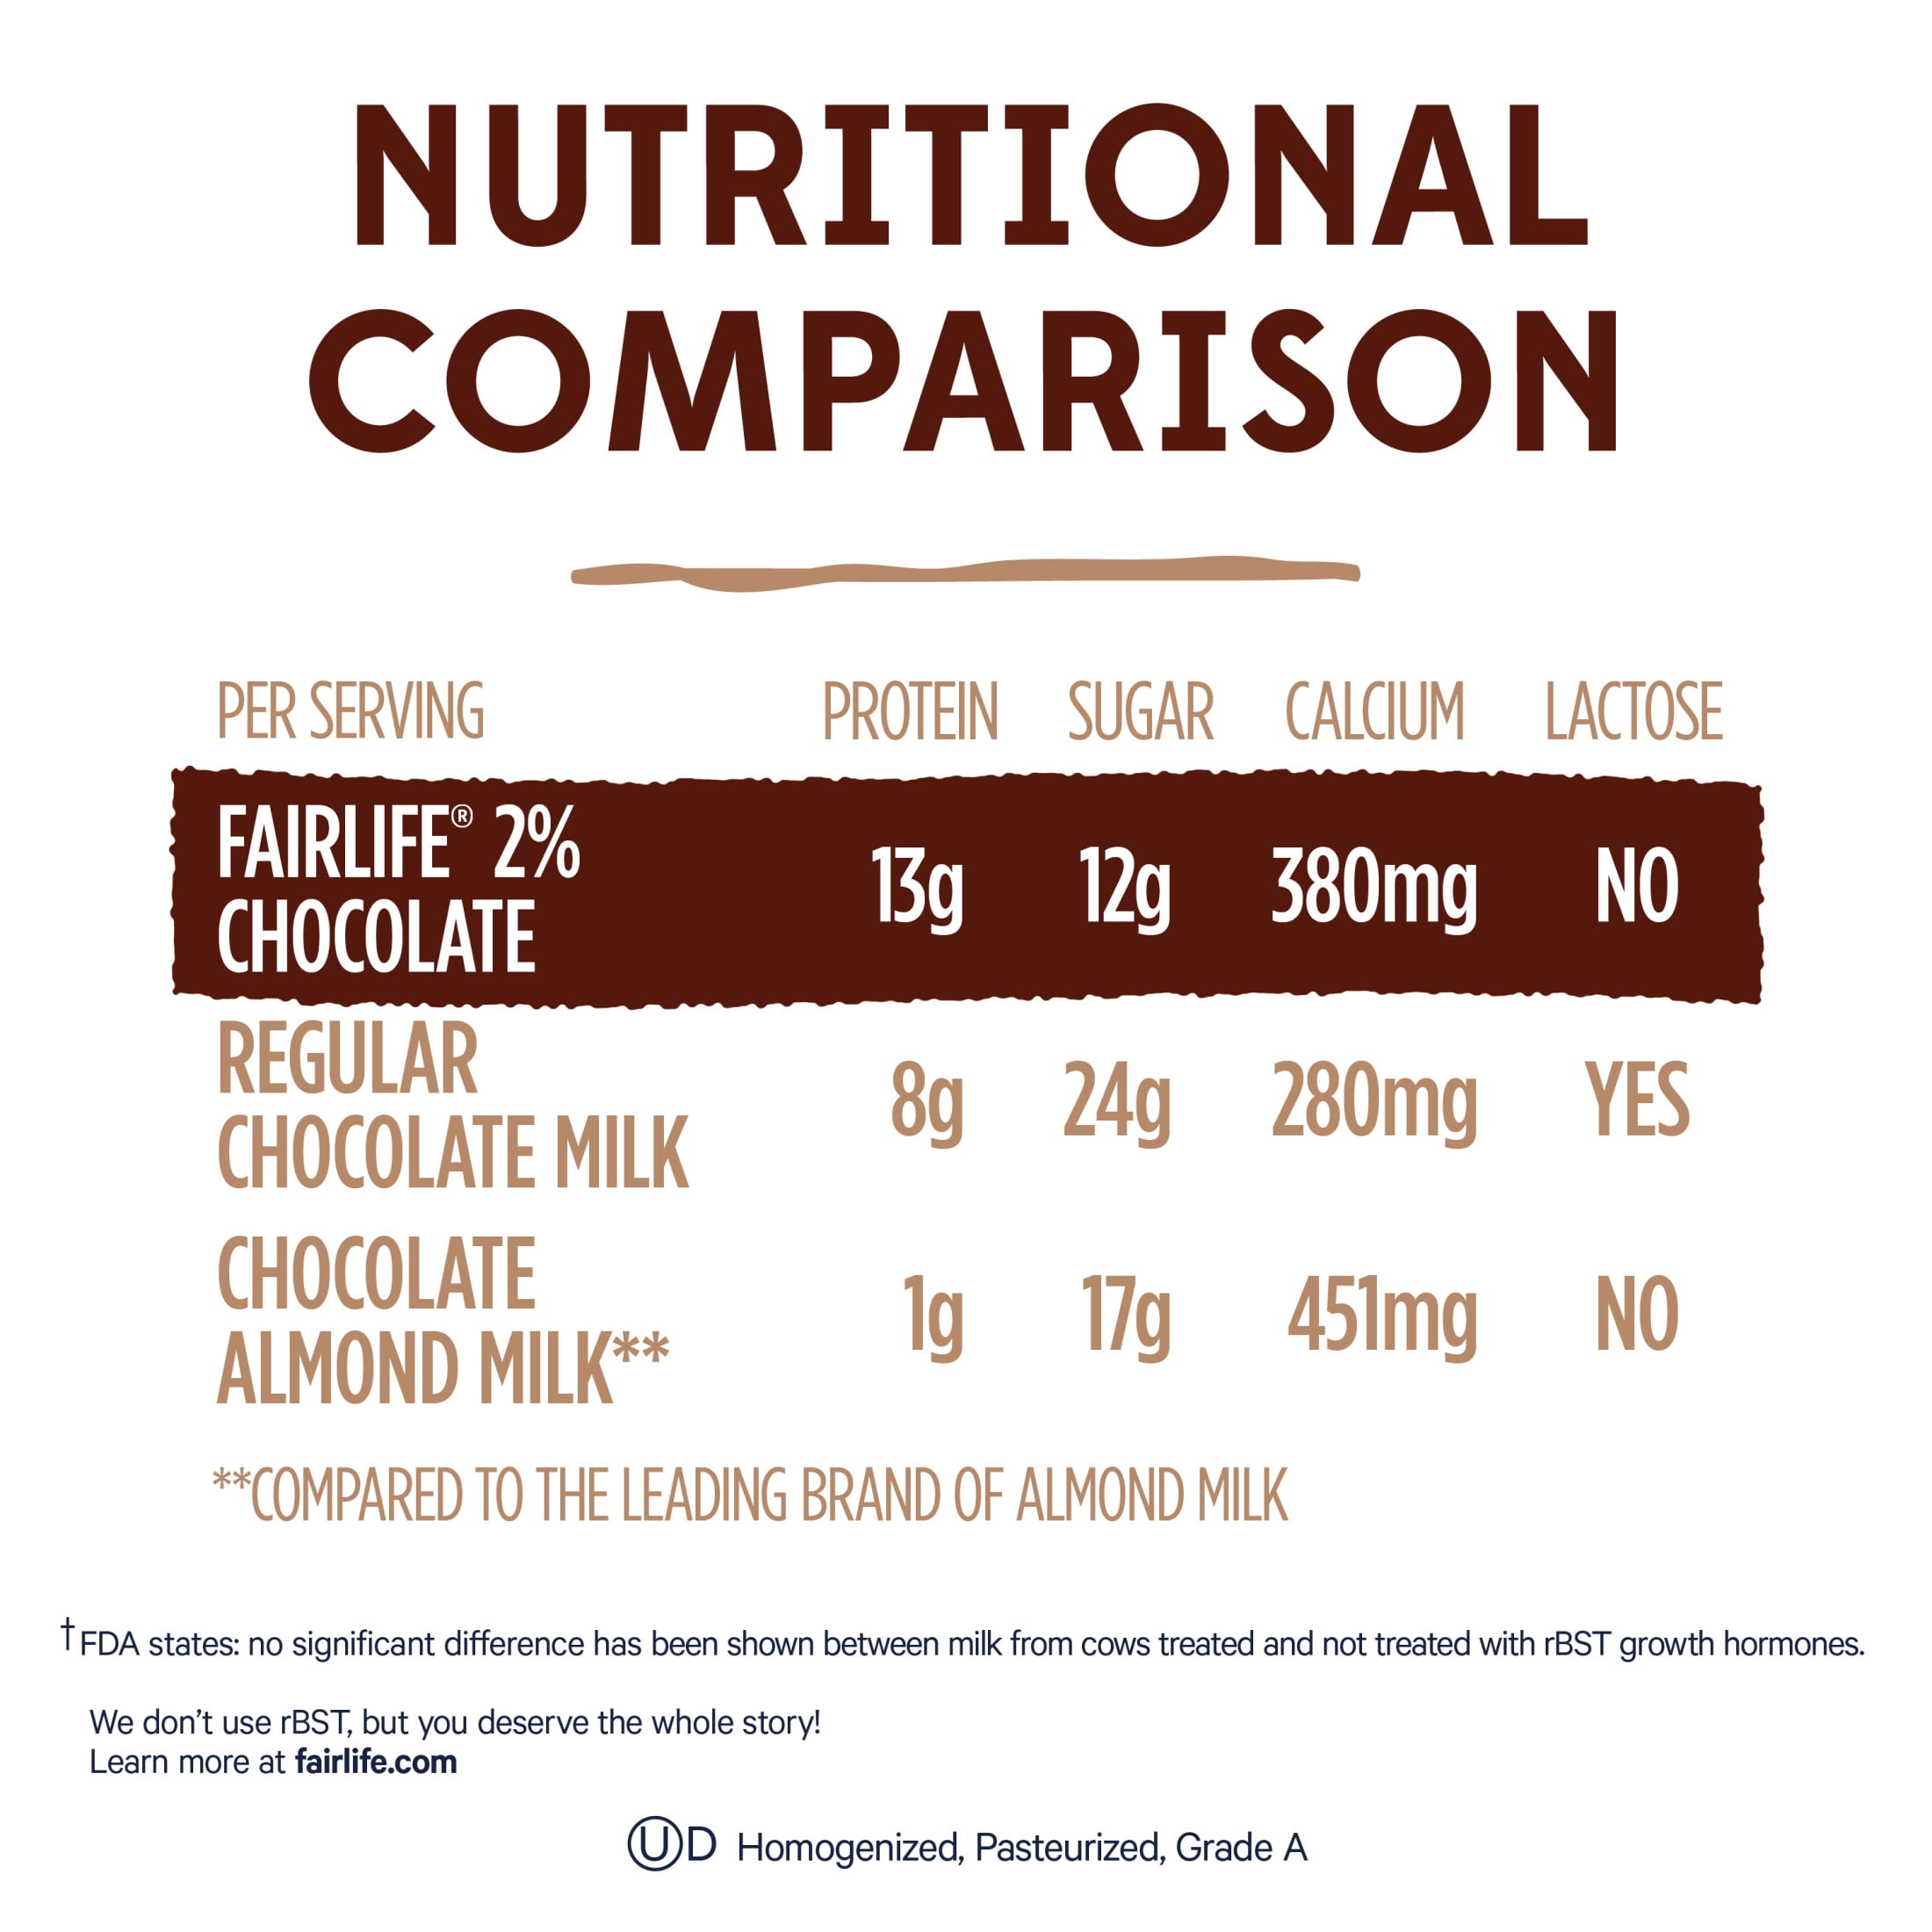 NUTRITIONAL
COMPARISON
PER SERVING PROTEIN SUGAR CALCIUM LACTOSE
FAIRLIFE® 2%
CHOCOLATE 13g 12g 380mg NO
REGULAR
CHOCOLATE MILK 8g 24g 280mg YES
CHOCOLATE
ALMOND MILK** 1g 17g 451mg NO
**COMPARED TO THE LEADING BRAND OF ALMOND MILK
†FDA states: no significant difference has been shown between milk from cows treated and not treated with rBST growth hormones.
We don’t use rBST, but you deserve the whole story!
Learn more at fairlife.com
ⓊD Homogenized, Pasteurized, Grade A